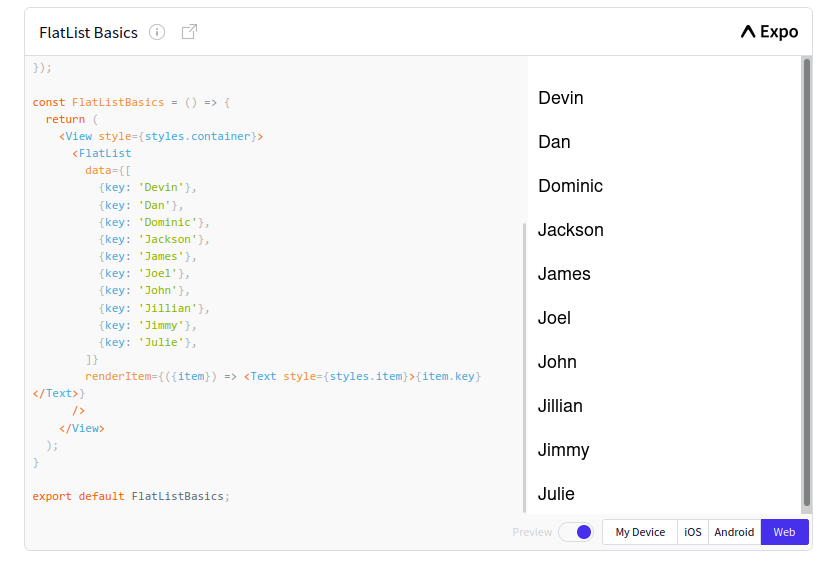 FlatList Basics
Expo
});
const FlatListBasics = () => {
return (
<View style={styles.container}>
<FlatList
data={[
{key: 'Devin'},
{key: 'Dan'},
{key: 'Dominic'},
{key: 'Jackson'},
{key: 'James'},
{key: 'Joel'},
{key: 'John'},
{key: 'Jillian'},
{key: 'Jimmy'},
{key: 'Julie'},
]}
renderItem={({item}) => <Text style={styles.item}>{item.key}
</Text>}
/>
</View>
);
}
export default FlatListBasics;
Devin
Dan
Dominic
Jackson
James
Joel
John
Jillian
Jimmy
Julie
Preview My Device iOS Android Web